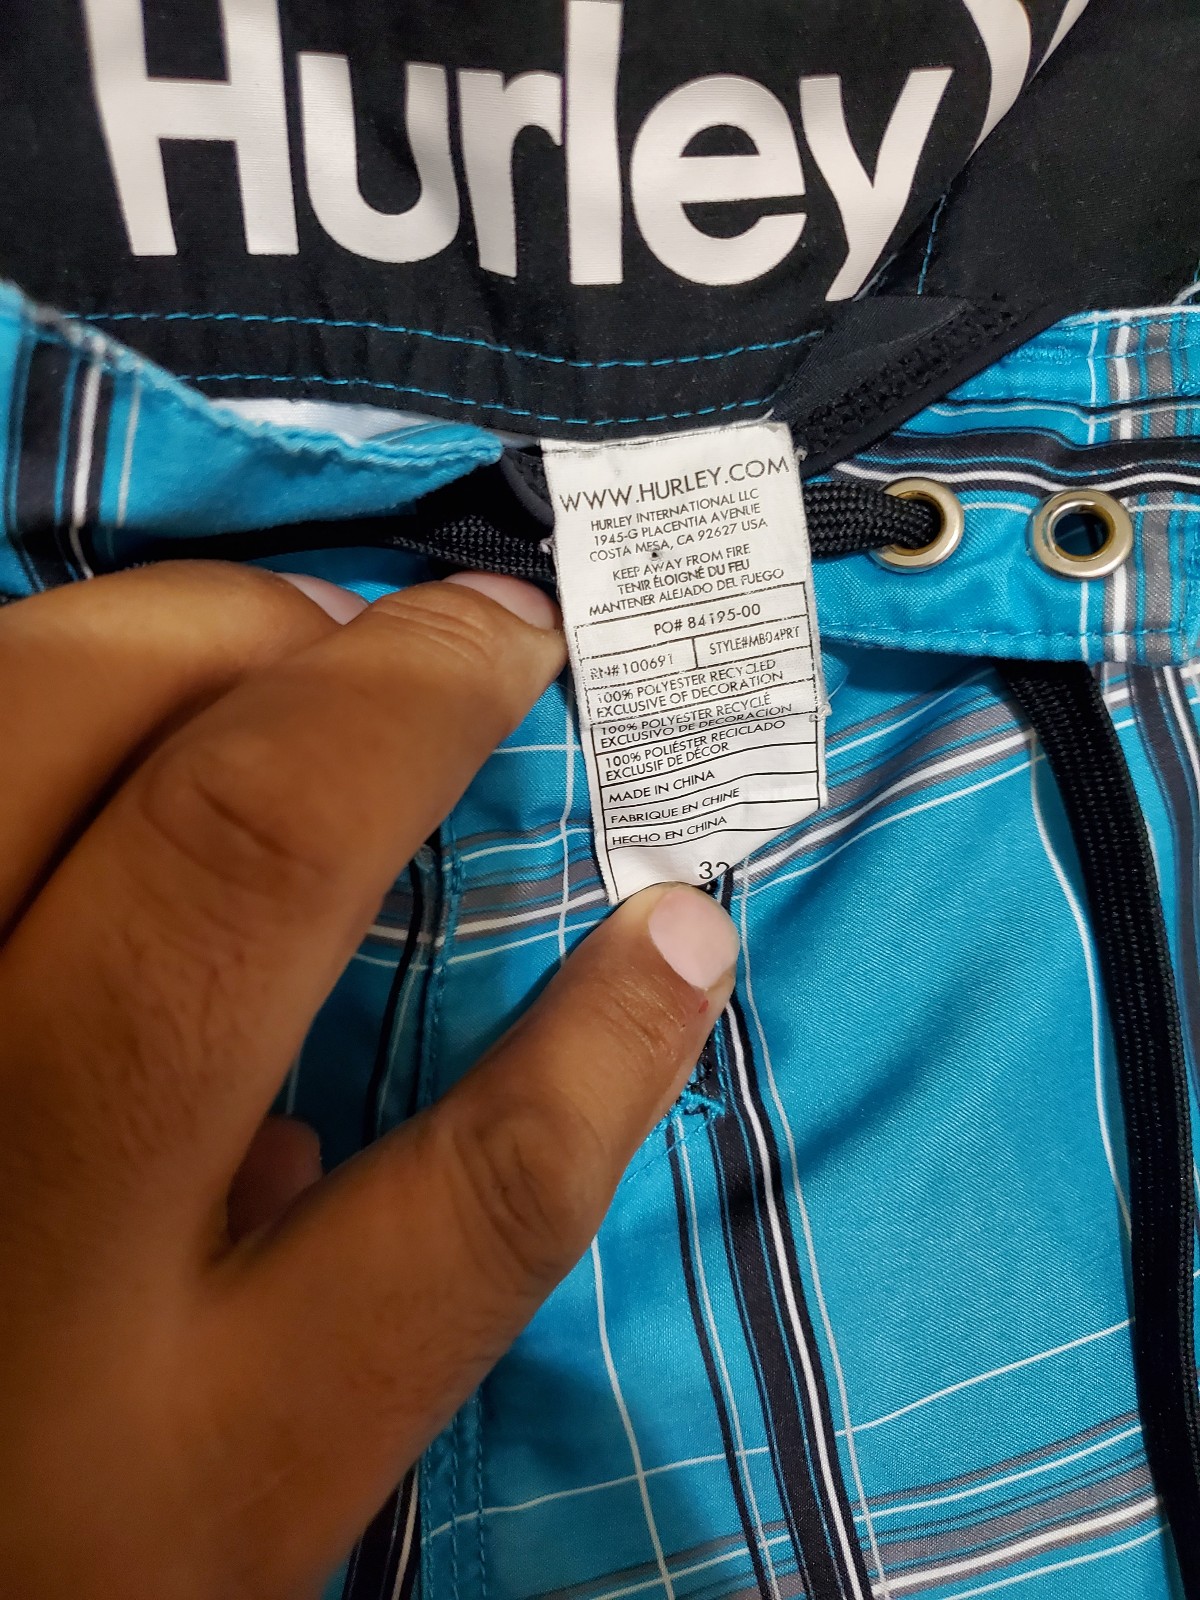 Hurley
WWW.HURLEY.COM
HURLEY INTERNATIONAL LLC
1945-G PLACENTIA AVENUE
COSTA MESA, CA 92627 USA
KEEP AWAY FROM FIRE
TENIR ÉLOIGNÉ DU FEU
MANTENER ALEJADO DEL FUEGO
PO# 84195-00
RN#100691 STYLE#MB04PRT
100% POLYESTER RECYCLED
EXCLUSIVE OF DECORATION
100% POLYESTER RECYCLÉ
EXCLUSIVO DE DECORACION
100% POLIÉSTER RECICLADO
EXCLUSIF DE DÉCOR
MADE IN CHINA
FABRIQUE EN CHINE
HECHO EN CHINA
32